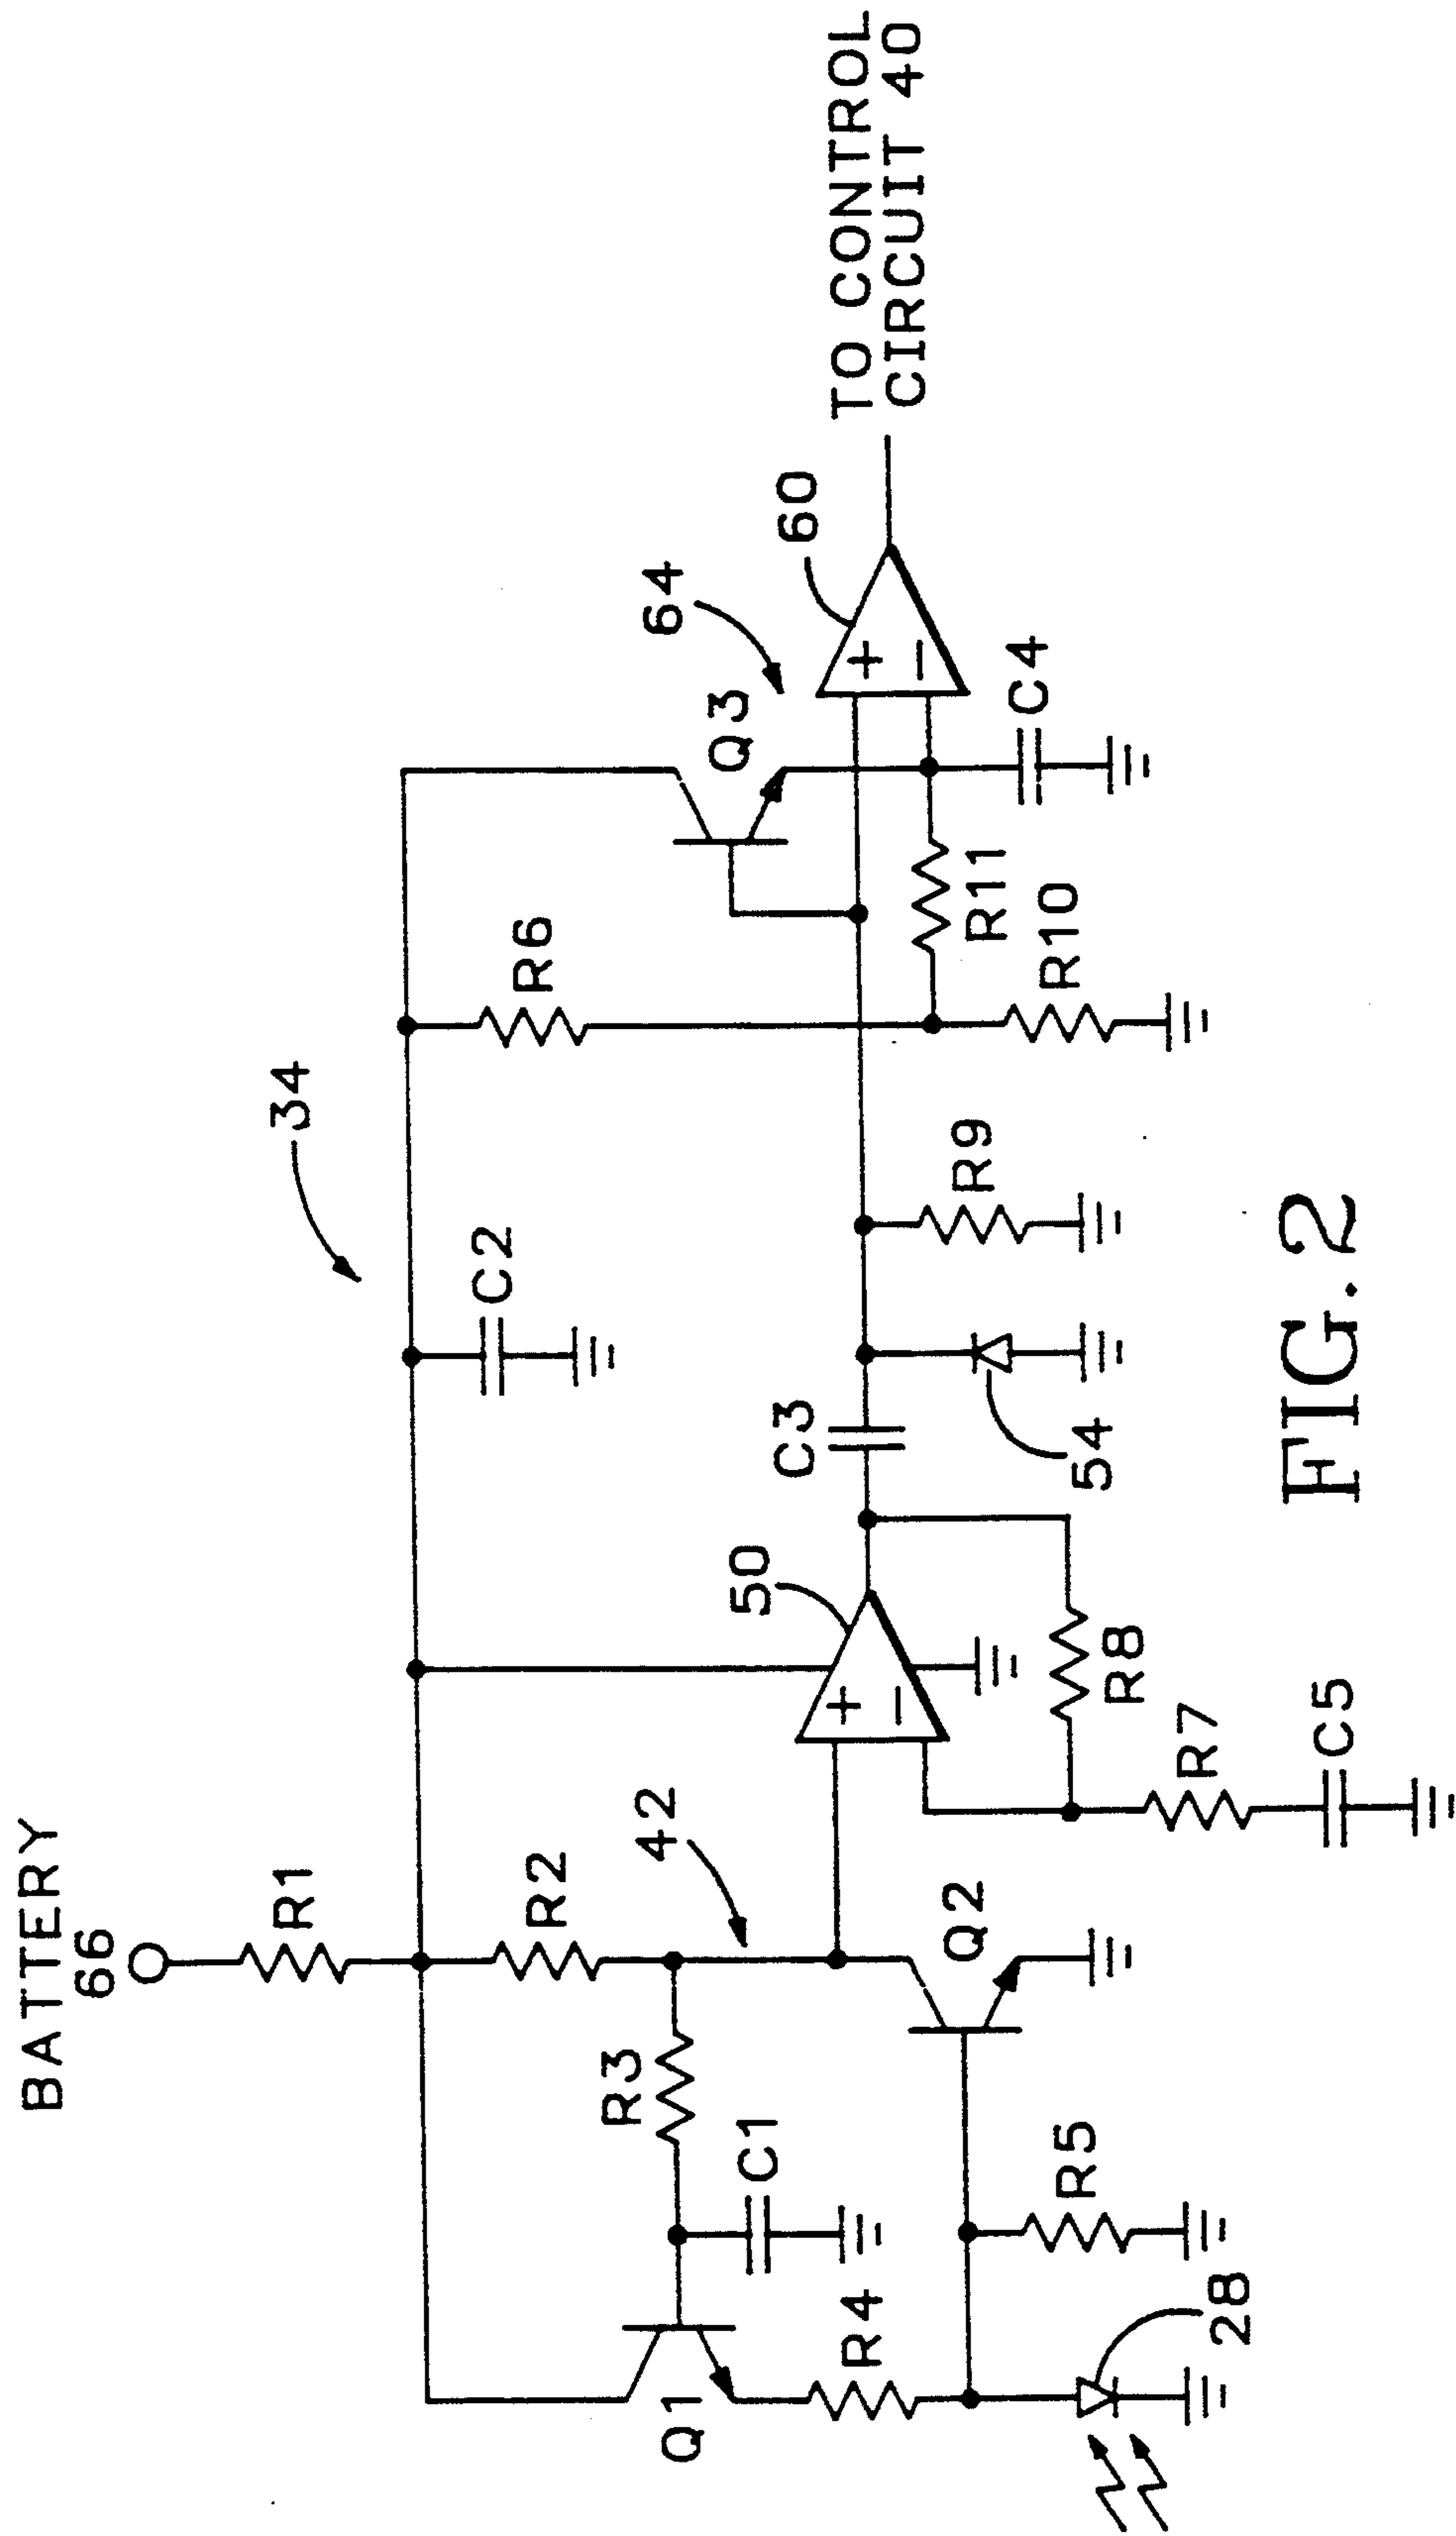 BATTERY
66
R1
34
R2
42
R3
C1
Q1
R4
R5
28
Q2
50
R8
R7
C5
C2
C3
54
R9
R6
R10
R11
Q3
64
60
C4
+
−
+
−
TO CONTROL
CIRCUIT 40
FIG. 2